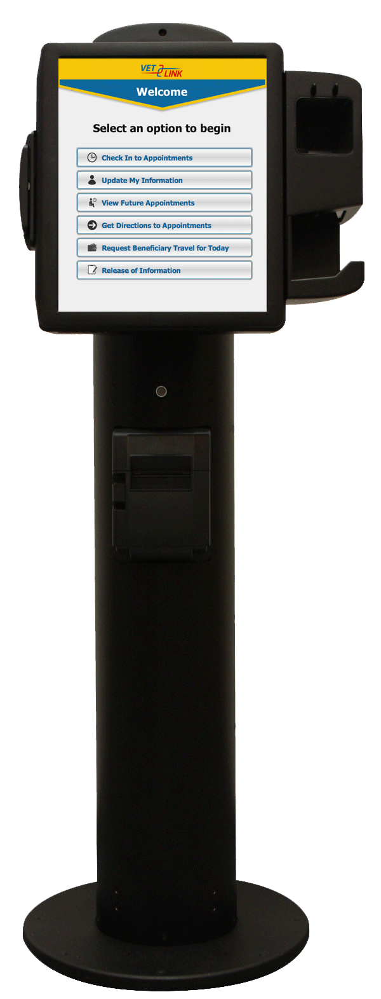 VET LINK
Welcome
Select an option to begin
Check In to Appointments
Update My Information
View Future Appointments
Get Directions to Appointments
Request Beneficiary Travel for Today
Release of Information